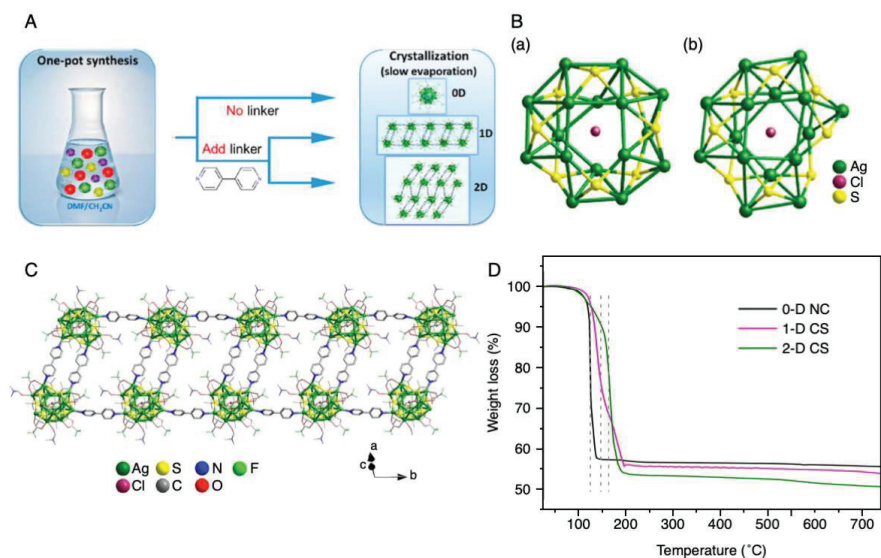 A
One-pot synthesis
DMF/CH3CN
No linker
Add linker
N
N
Crystallization
(slow evaporation)
0D
1D
2D
B
(a)
(b)
Ag
Cl
S
C
Ag S N F
Cl C O
a
c
b
D
100
90
80
70
60
50
Weight loss (%)
0-D NC
1-D CS
2-D CS
100 200 300 400 500 600 700
Temperature (˚C)